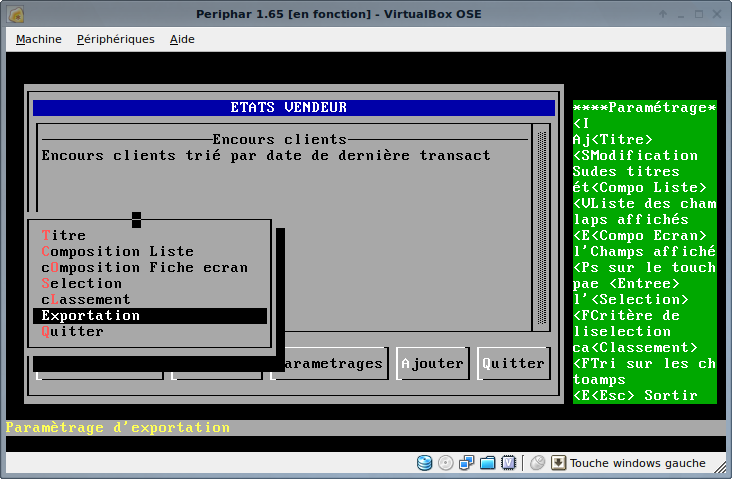 Periphar 1.65 [en fonction] - VirtualBox OSE
Machine Périphériques Aide
ETATS VENDEUR
Encours clients
Encours clients trié par date de dernière transact
Titre
Composition Liste
cOmposition Fiche ecran
Selection
cLassement
Exportation
Quitter
arametrages Ajouter Quitter
****Paramétrage*
<I
Aj<Titre>
<SModification
Sudes titres
ét<Compo Liste>
<VListe des cham
laps affichés
<E<Compo Ecran>
l'Champs affiché
<Ps sur le touch
pae <Entree>
l'<Selection>
<FCritère de
liselection
ca<Classement>
<FTri sur les ch
toamps
<E<Esc> Sortir
Paramètrage d'exportation
Touche windows gauche